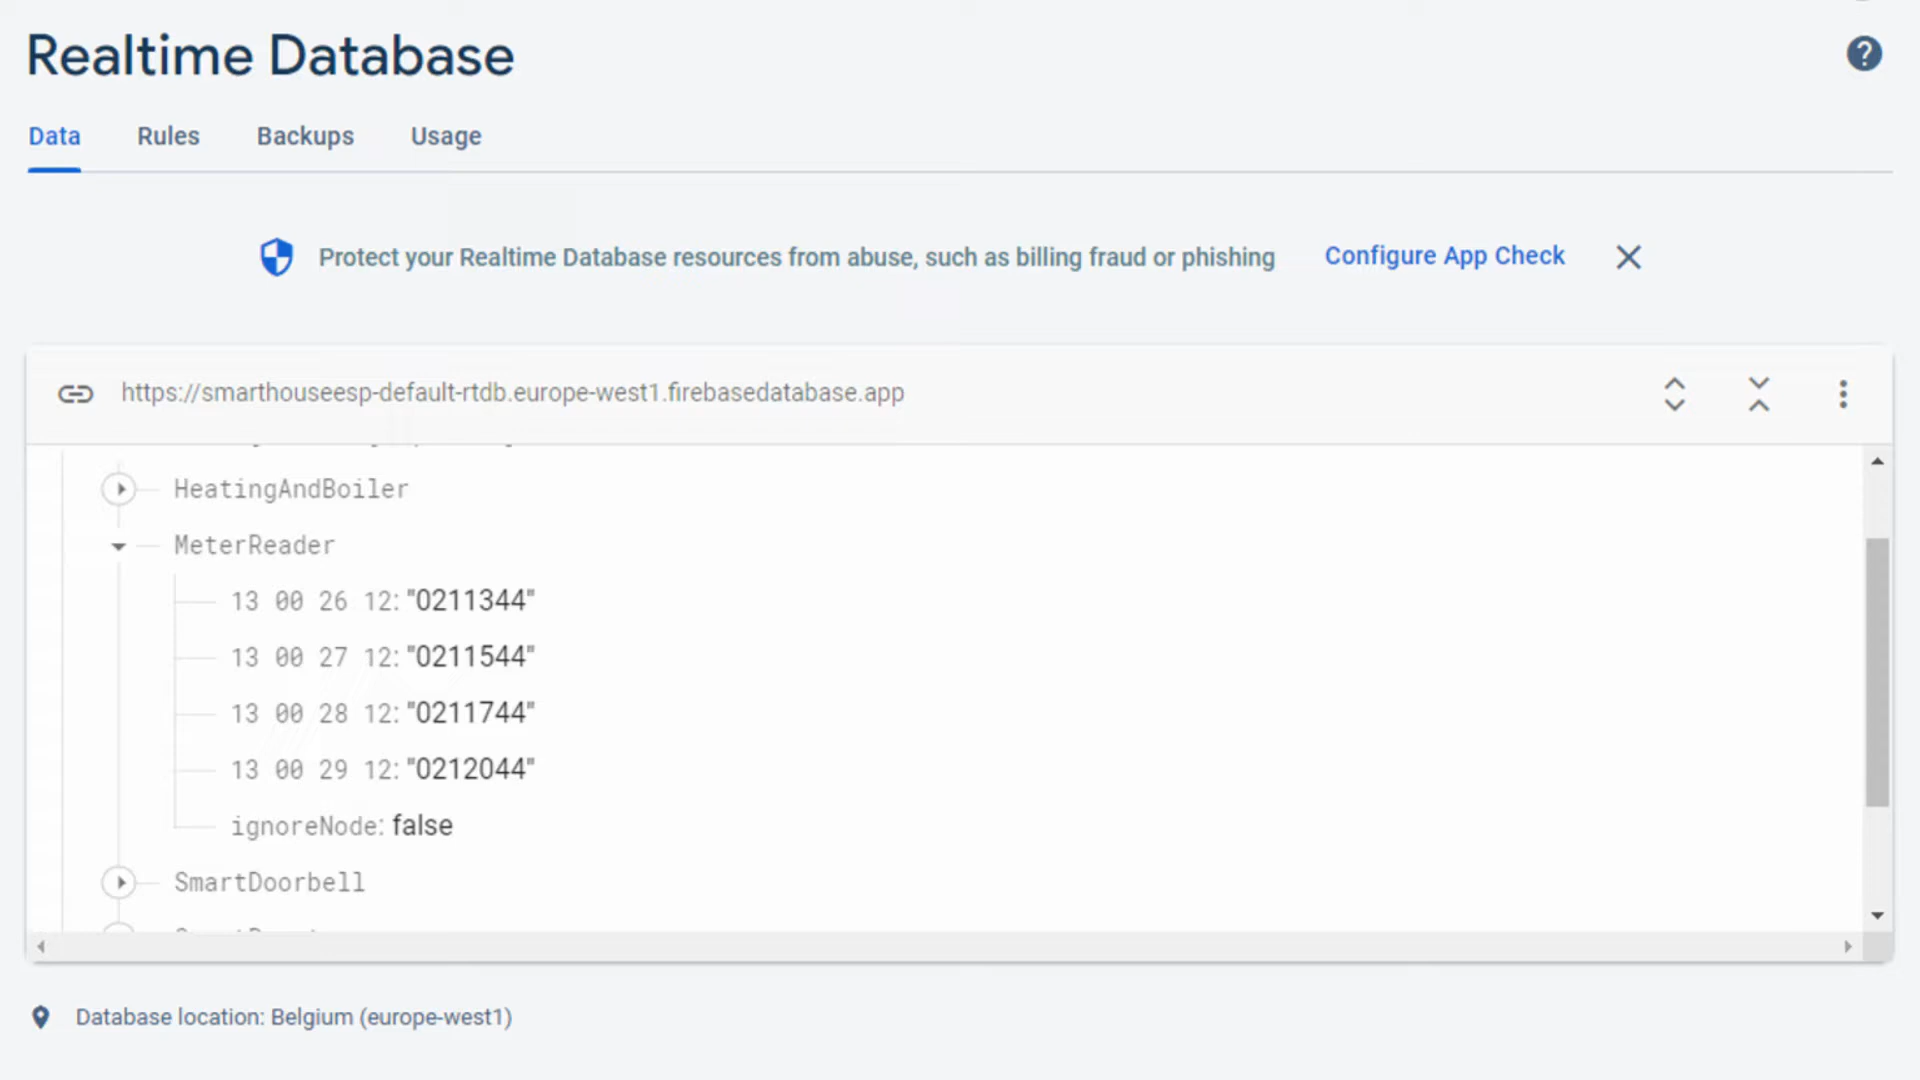 Realtime Database
Data Rules Backups Usage
Protect your Realtime Database resources from abuse, such as billing fraud or phishing Configure App Check
https://smarthouseesp-default-rtdb.europe-west1.firebasedatabase.app
HeatingAndBoiler
MeterReader
13 00 26 12: "0211344"
13 00 27 12: "0211544"
13 00 28 12: "0211744"
13 00 29 12: "0212044"
ignoreNode: false
SmartDoorbell
Database location: Belgium (europe-west1)